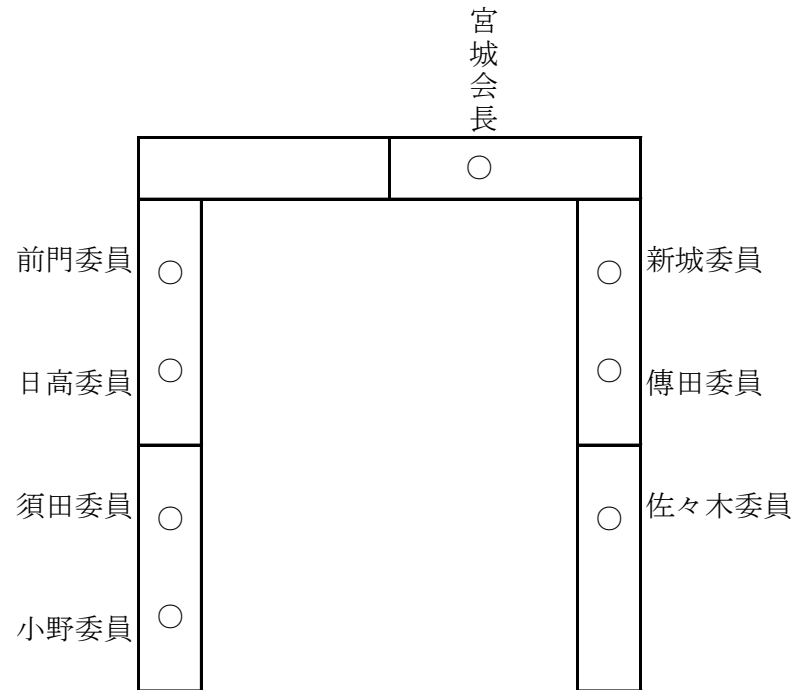 宮城会長
○
前門委員 ○ ○ 新城委員
日高委員 ○ ○ 傳田委員
須田委員 ○ ○ 佐々木委員
小野委員 ○